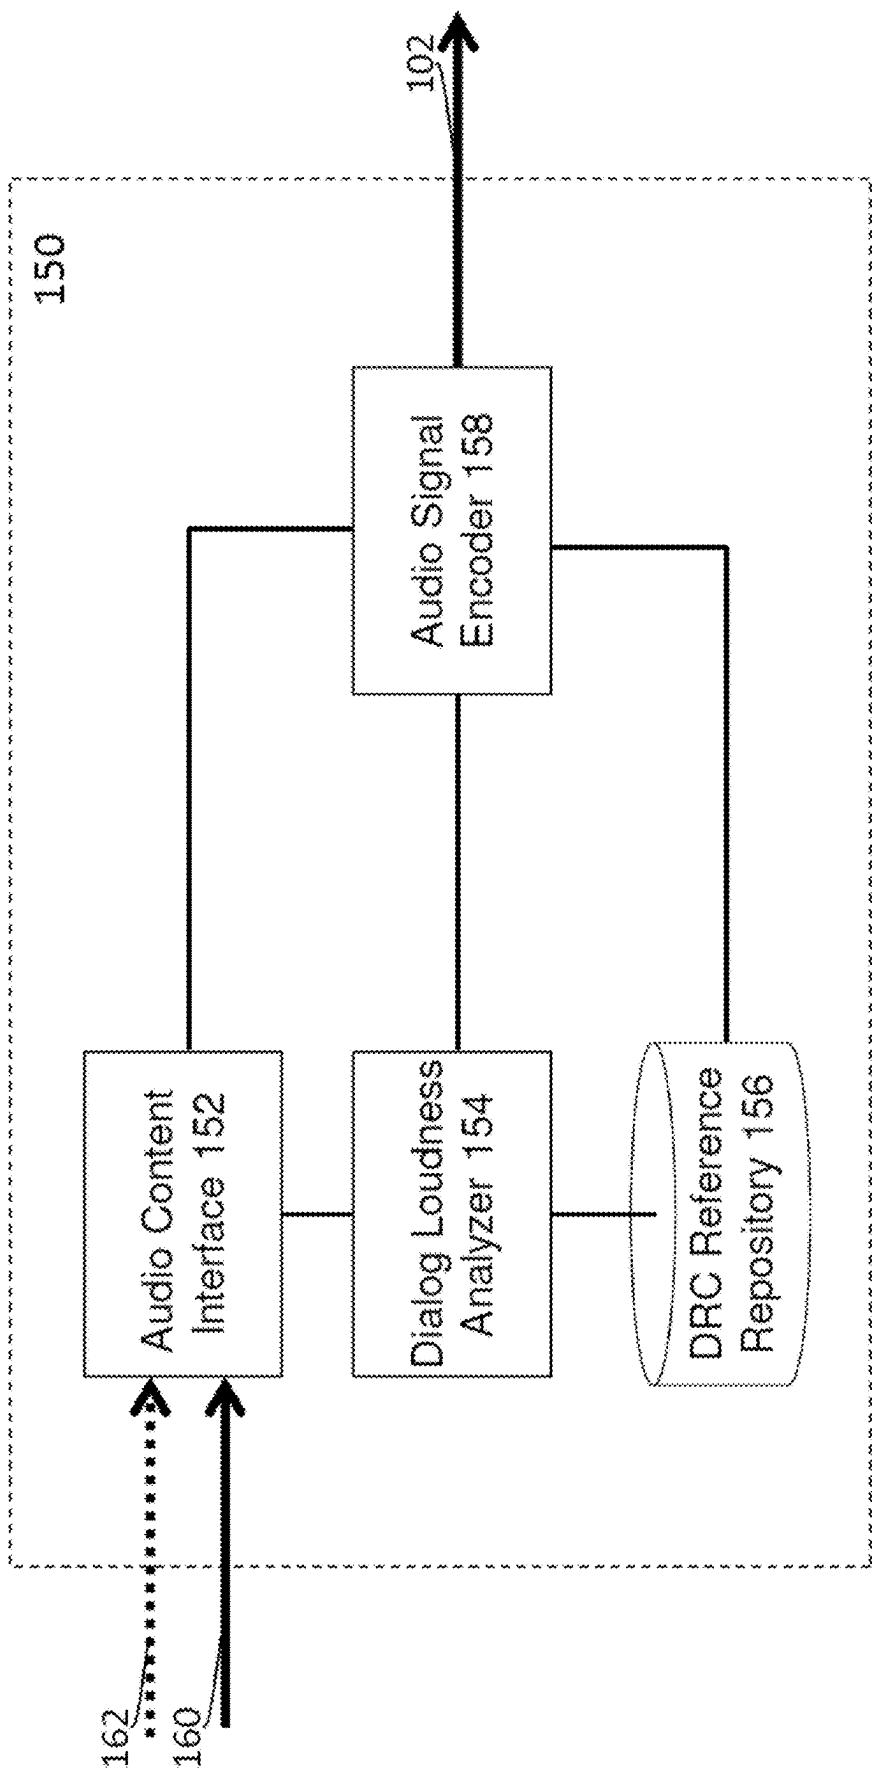 150
162
160
Audio Content
Interface 152
Dialog Loudness
Analyzer 154
DRC Reference
Repository 156
Audio Signal
Encoder 158
102